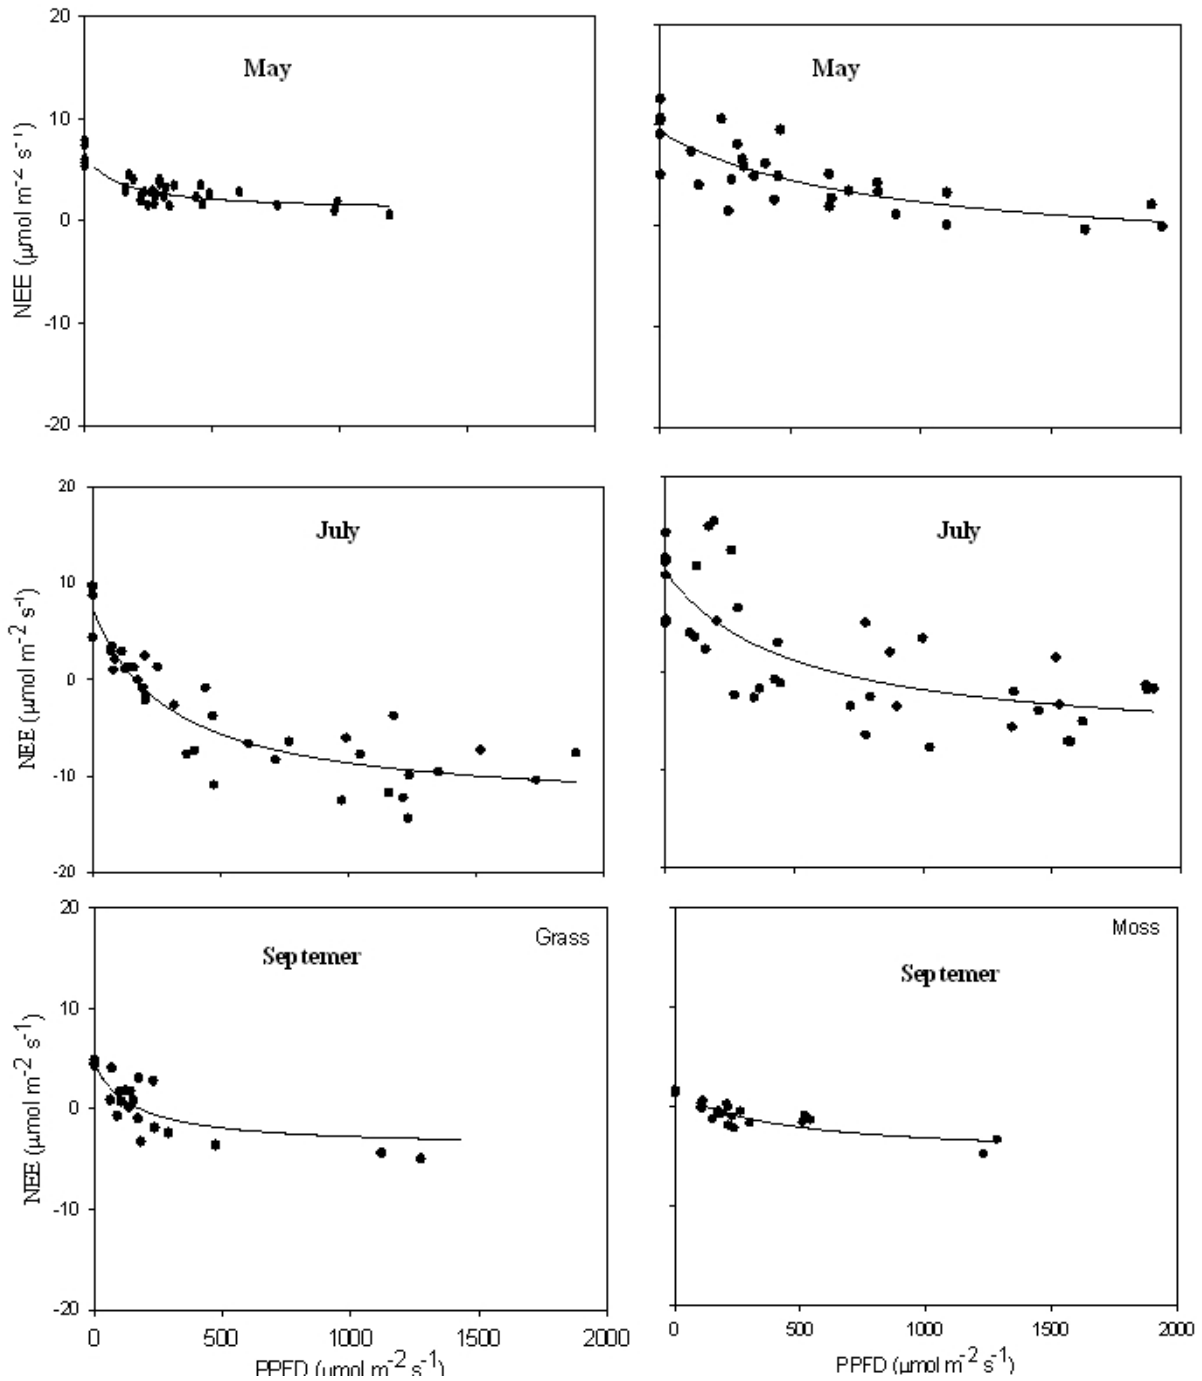 20
May
May
10
0
-10
-20
NEE (μmol m-2 s-1)
20
July
July
10
0
-10
-20
NEE (μmol m-2 s-1)
20
Grass
Moss
Septemer
Septemer
10
0
-10
-20
NEE (μmol m-2 s-1)
0 500 1000 1500 2000
0 500 1000 1500 2000
PPFD (μmol m-2 s-1)
PPFD (μmol m-2 s-1)